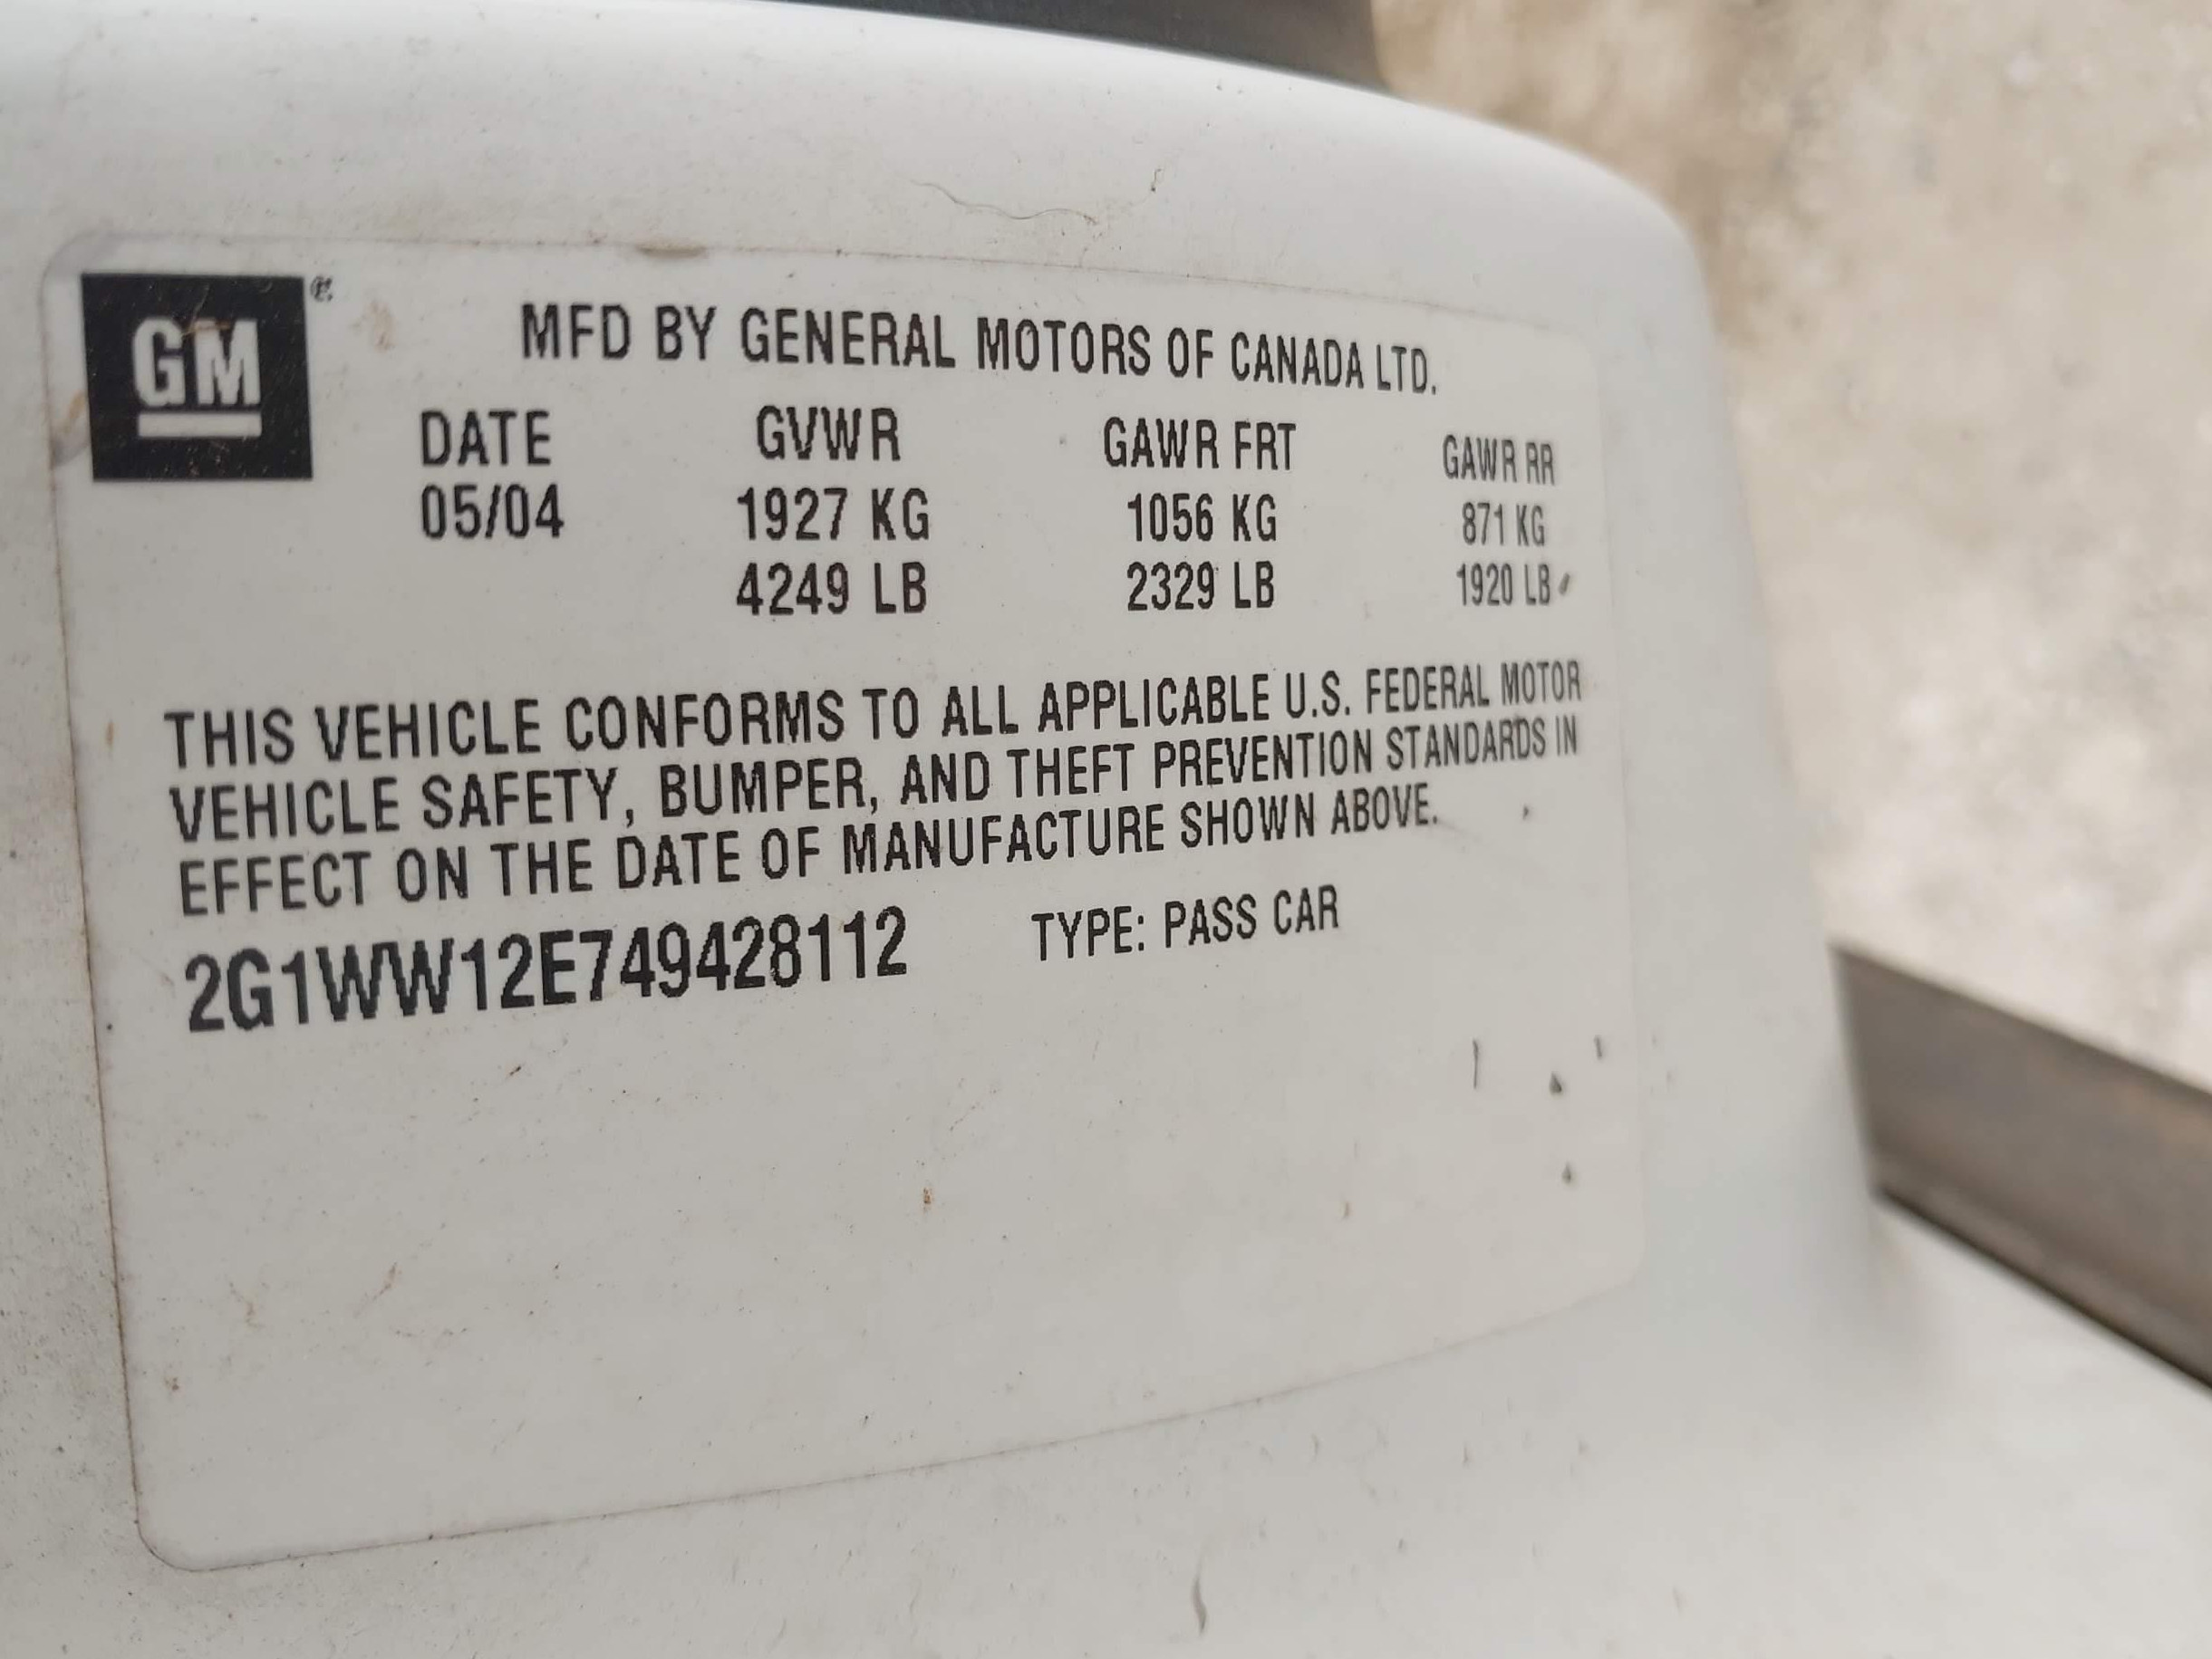 GM
MFD BY GENERAL MOTORS OF CANADA LTD.
DATE GVWR GAWR FRT GAWR RR
05/04 1927 KG 1056 KG 871 KG
4249 LB 2329 LB 1920 LB
THIS VEHICLE CONFORMS TO ALL APPLICABLE U.S. FEDERAL MOTOR
VEHICLE SAFETY, BUMPER, AND THEFT PREVENTION STANDARDS IN
EFFECT ON THE DATE OF MANUFACTURE SHOWN ABOVE.
2G1WW12E749428112 TYPE: PASS CAR